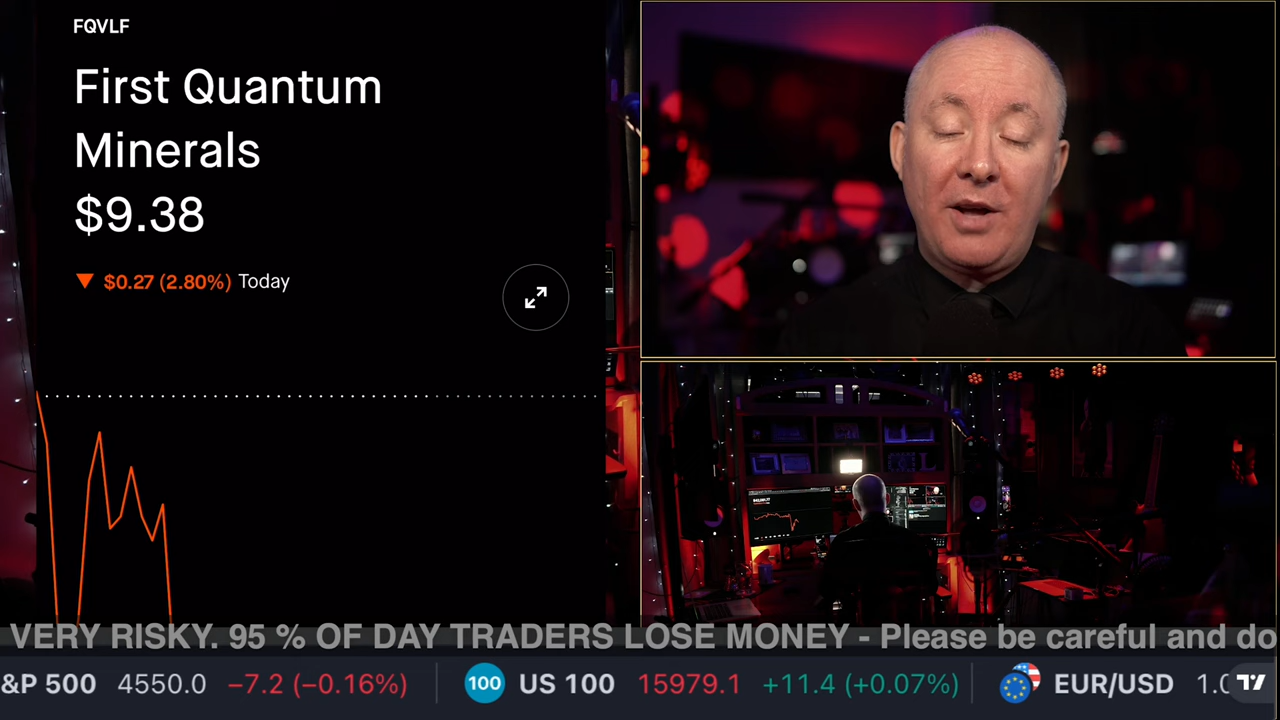 FQVLF
First Quantum
Minerals
$9.38
▼ $0.27 (2.80%) Today
VERY RISKY. 95 % OF DAY TRADERS LOSE MONEY - Please be careful and do
&P 500 4550.0 −7.2 (−0.16%) 100 US 100 15979.1 +11.4 (+0.07%) EUR/USD 1.0